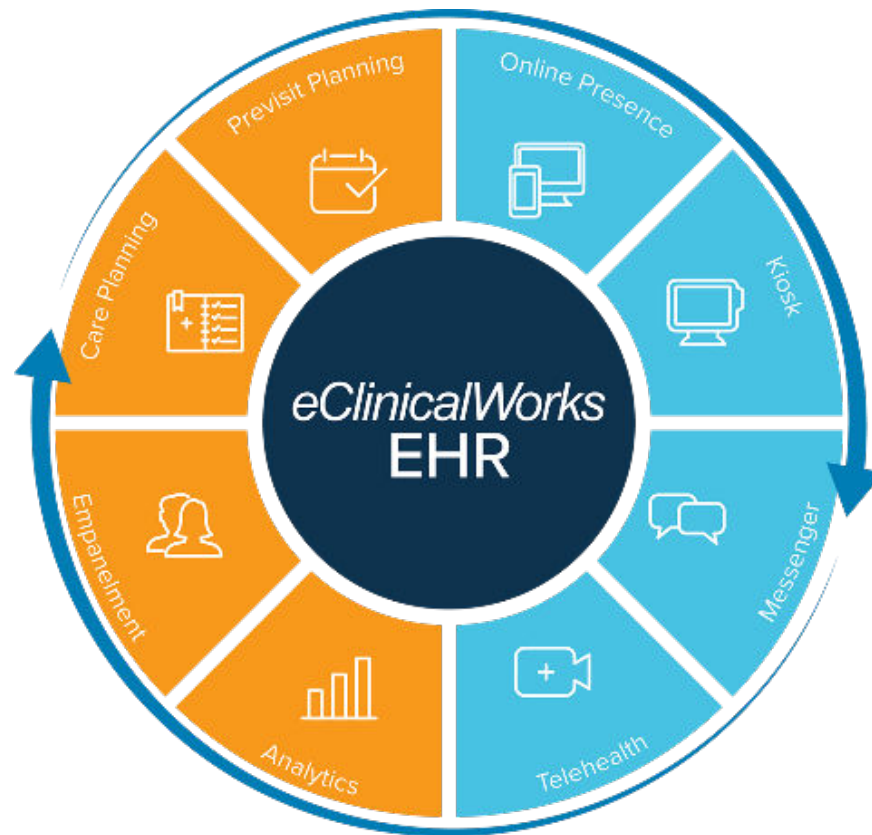 Previsit Planning
Online Presence
Care Planning
Kiosk
eClinicalWorks
EHR
Empanelment
Messenger
Analytics
Telehealth